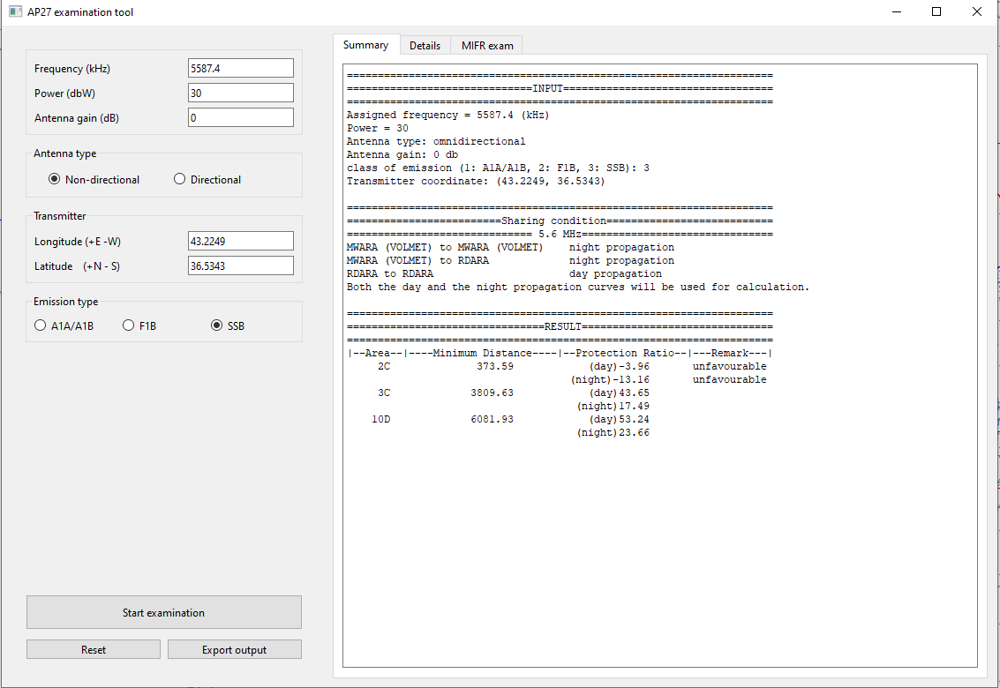 AP27 examination tool
Frequency (kHz) 5587.4
Power (dbW) 30
Antenna gain (dB) 0
Antenna type
Non-directional Directional
Transmitter
Longitude (+E -W) 43.2249
Latitude (+N - S) 36.5343
Emission type
A1A/A1B F1B SSB
Start examination
Reset Export output
Summary Details MIFR exam
=====================================================================
==============================INPUT==================================
=====================================================================
Assigned frequency = 5587.4 (kHz)
Power = 30
Antenna type: omnidirectional
Antenna gain: 0 db
class of emission (1: A1A/A1B, 2: F1B, 3: SSB): 3
Transmitter coordinate: (43.2249, 36.5343)
=====================================================================
=========================Sharing condition===========================
============================== 5.6 MHz===============================
MWARA (VOLMET) to MWARA (VOLMET) night propagation
MWARA (VOLMET) to RDARA night propagation
RDARA to RDARA day propagation
Both the day and the night propagation curves will be used for calculation.
=====================================================================
================================RESULT===============================
=====================================================================
|--Area--|----Minimum Distance----|--Protection Ratio--|---Remark---|
2C 373.59 (day)-3.96 unfavourable
(night)-13.16 unfavourable
3C 3809.63 (day)43.65
(night)17.49
10D 6081.93 (day)53.24
(night)23.66